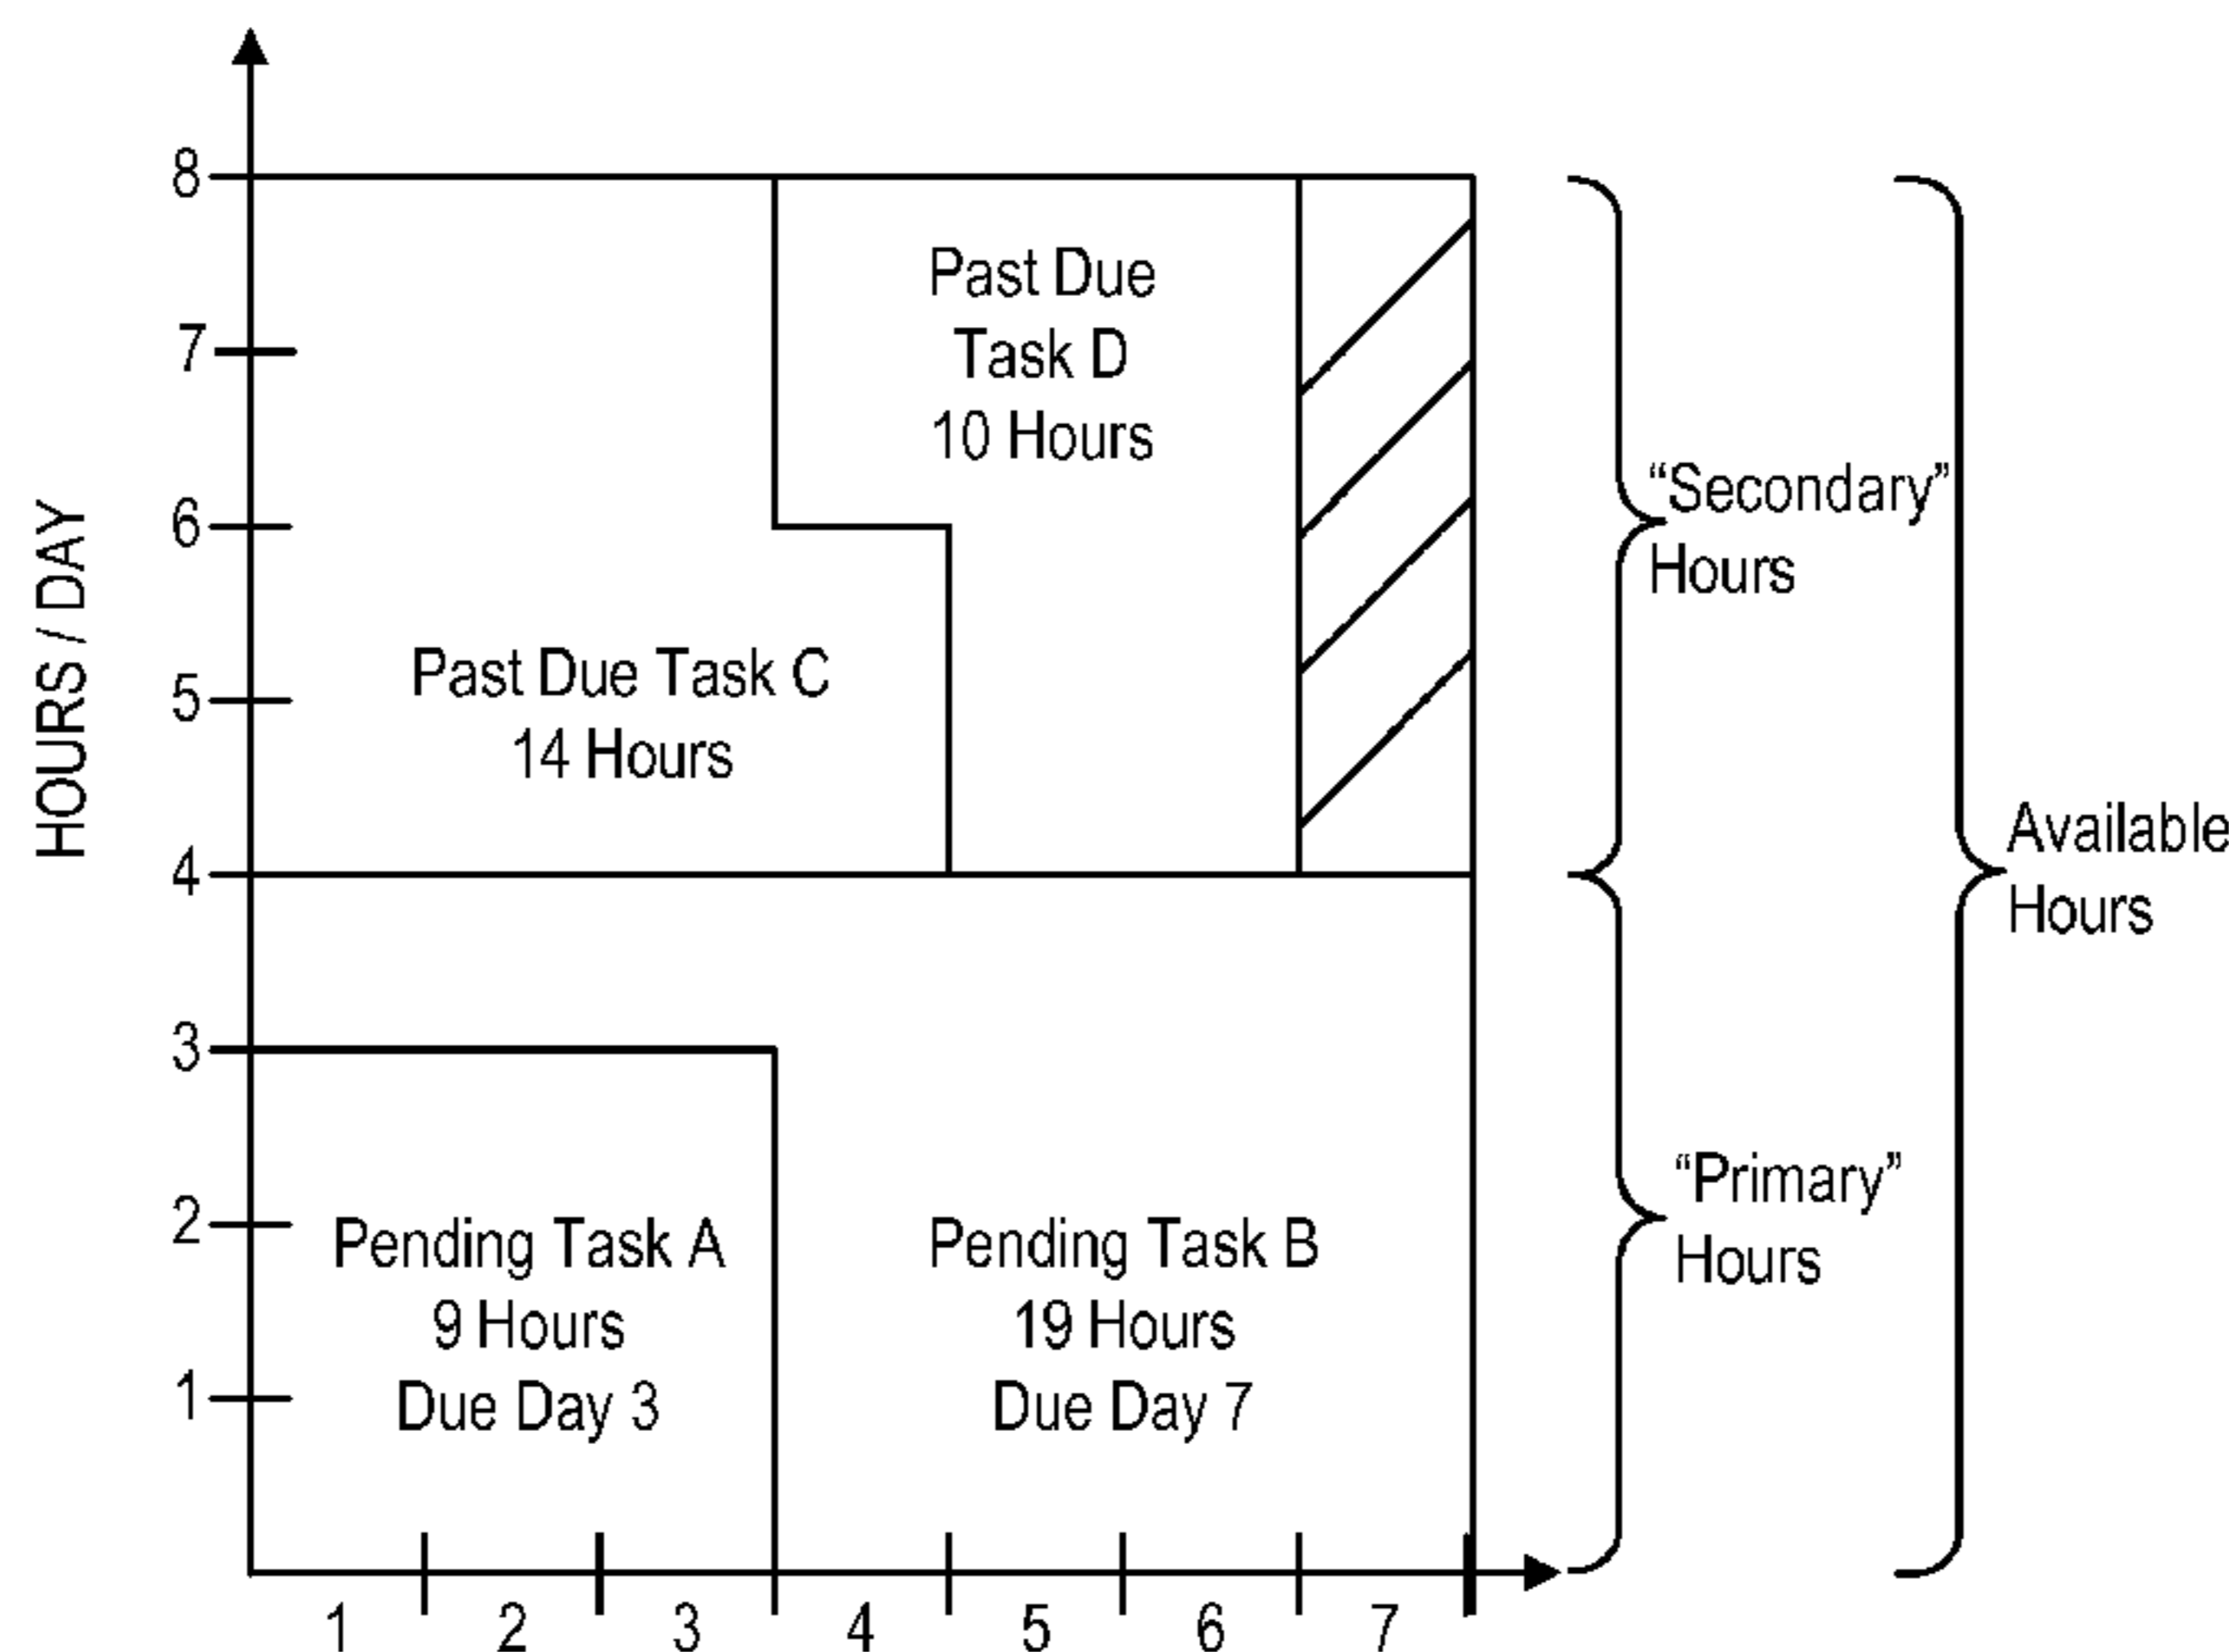 HOURS / DAY
8
7
6
5
4
3
2
1
Past Due
Task D
10 Hours
Past Due Task C
14 Hours
Pending Task A
9 Hours
Due Day 3
Pending Task B
19 Hours
Due Day 7
1 2 3 4 5 6 7
“Secondary”
Hours
“Primary”
Hours
Available
Hours